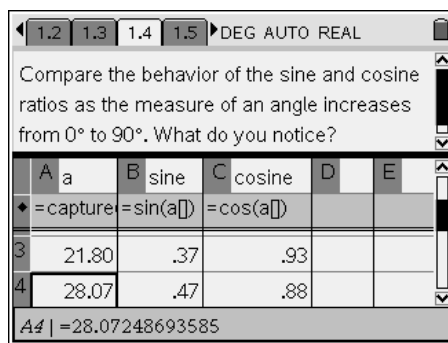 1.2 1.3 1.4 1.5 DEG AUTO REAL
Compare the behavior of the sine and cosine
ratios as the measure of an angle increases
from 0° to 90°. What do you notice?
A a B sine C cosine D E
♦ =capture( =sin(a[]) =cos(a[])
3 21.80 .37 .93
4 28.07 .47 .88
A4 | =28.07248693585